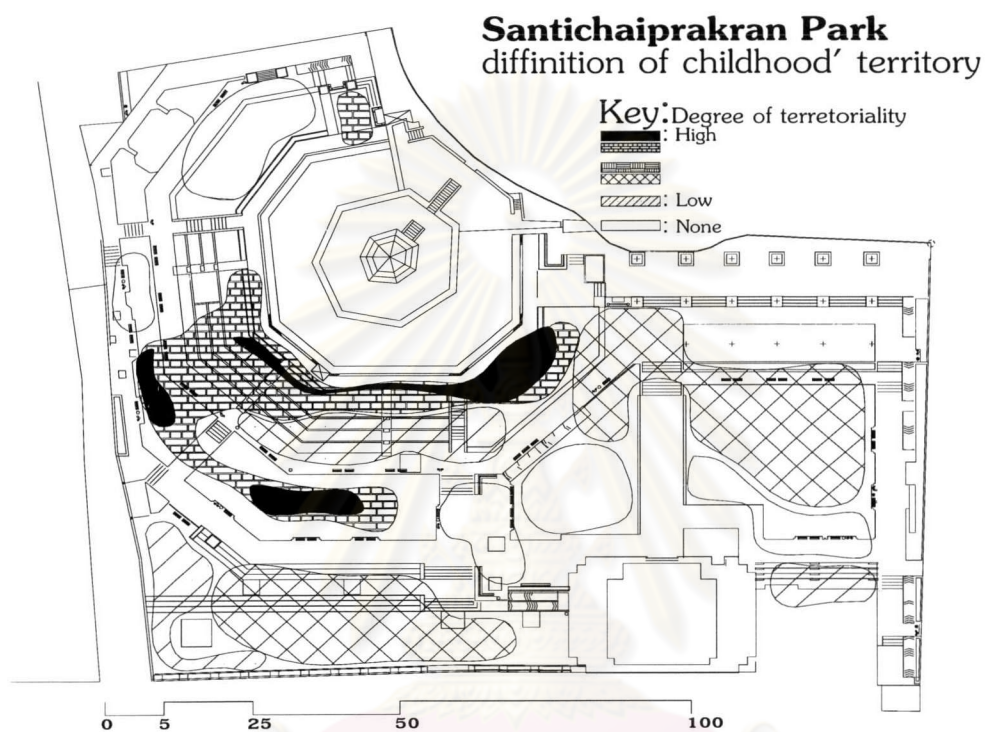 Santichaiprakran Park
diffinition of childhood' territory
Key: Degree of terretoriality
: High
: Low
: None
0 5 25 50 100